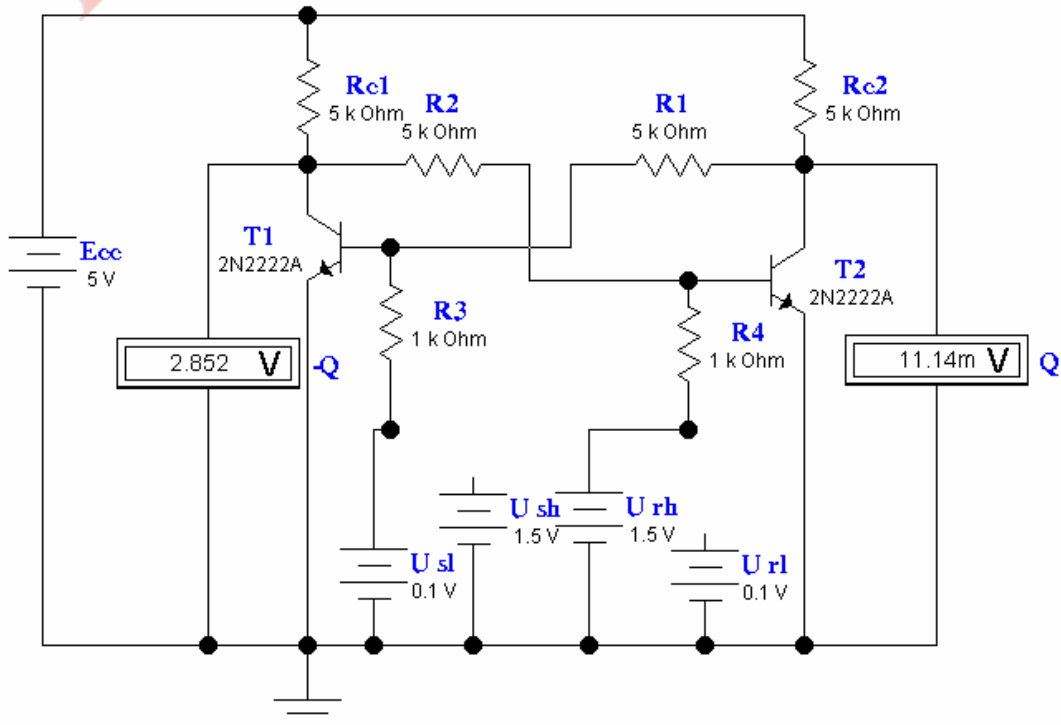 Rc1
5 k Ohm
R2
5 k Ohm
R1
5 k Ohm
Rc2
5 k Ohm
Ecc
5 V
T1
2N2222A
T2
2N2222A
R3
1 k Ohm
R4
1 k Ohm
2.852 V
-Q
11.14m V
Q
U sh
1.5 V
U rh
1.5 V
U sl
0.1 V
U rl
0.1 V